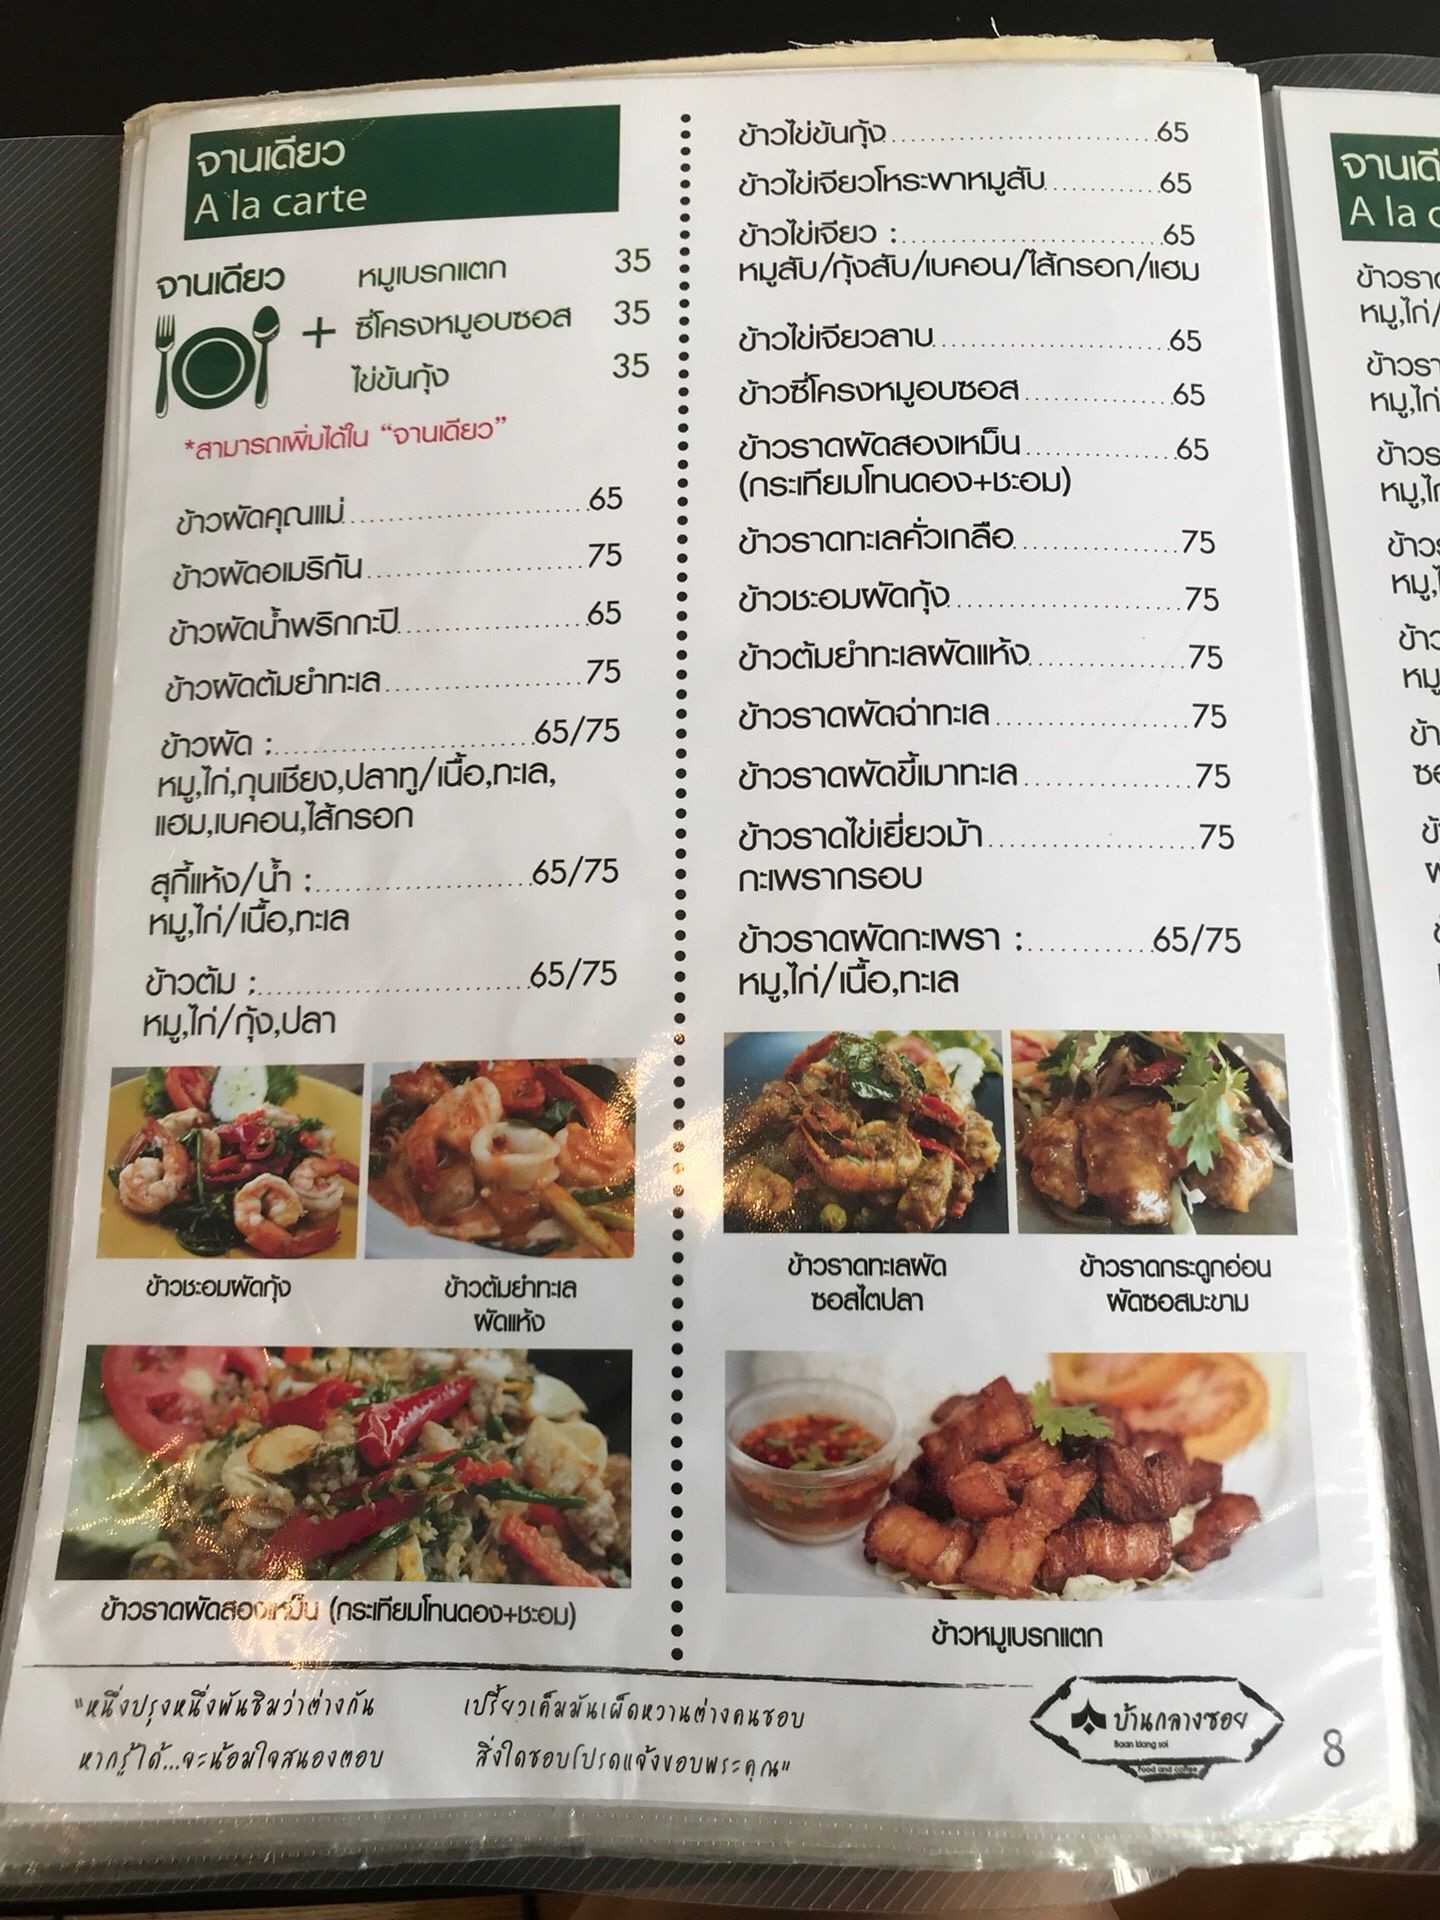 จานเดียว
A la carte
จานเดียว
+
หมูเบรกแตก 35
ซี่โครงหมูอบซอส 35
ไข่ข้นกุ้ง 35
*สามารถเพิ่มได้ใน “จานเดียว”
ข้าวผัดคุณแม่..............................65
ข้าวผัดอเมริกัน..........................75
ข้าวผัดน้ำพริกกะปิ.......................65
ข้าวผัดต้มยำทะเล........................75
ข้าวผัด :................................65/75
หมู,ไก่,กุนเชียง,ปลาทู/เนื้อ,ทะเล,
แฮม,เบคอน,ไส้กรอก
สุกี้แห้ง/น้ำ :..........................65/75
หมู,ไก่/เนื้อ,ทะเล
ข้าวต้ม :................................65/75
หมู,ไก่/กุ้ง,ปลา
ข้าวชะอมผัดกุ้ง
ข้าวต้มยำทะเล
ผัดแห้ง
ข้าวราดผัดสองเหม็น (กระเทียมโทนดอง+ชะอม)
ข้าวไข่ข้นกุ้ง................................65
ข้าวไข่เจียวโหระพาหมูสับ..............65
ข้าวไข่เจียว :................................65
หมูสับ/กุ้งสับ/เบคอน/ไส้กรอก/แฮม
ข้าวไข่เจียวลาบ............................65
ข้าวซี่โครงหมูอบซอส..................65
ข้าวราดผัดสองเหม็น..................65
(กระเทียมโทนดอง+ชะอม)
ข้าวราดทะเลคั่วเกลือ....................75
ข้าวชะอมผัดกุ้ง............................75
ข้าวต้มยำทะเลผัดแห้ง..................75
ข้าวราดผัดฉ่าทะเล.......................75
ข้าวราดผัดขี้เมาทะเล....................75
ข้าวราดไข่เยี่ยวม้า.........................75
กะเพรากรอบ
ข้าวราดผัดกะเพรา :...............65/75
หมู,ไก่/เนื้อ,ทะเล
ข้าวราดทะเลผัด
ซอสไตปลา
ข้าวราดกระดูกอ่อน
ผัดซอสมะขาม
ข้าวหมูเบรกแตก
"หนึ่งปรุงหนึ่งพันชิมว่าต่างกัน เปรี้ยวเค็มมันเผ็ดหวานต่างคนชอบ
หากรู้ได้...จะน้อมใจสนองตอบ สิ่งใดชอบโปรดแจ้งขอบพระคุณ"
บ้านกลางซอย
Baan klang soi
Food and coffee
8
จานเดี
A la c
ข้าวรา
หมู,ไก่/
ข้าวรา
หมู,ไก่
ข้าวร
หมู,ไก
ข้าว
หมู,